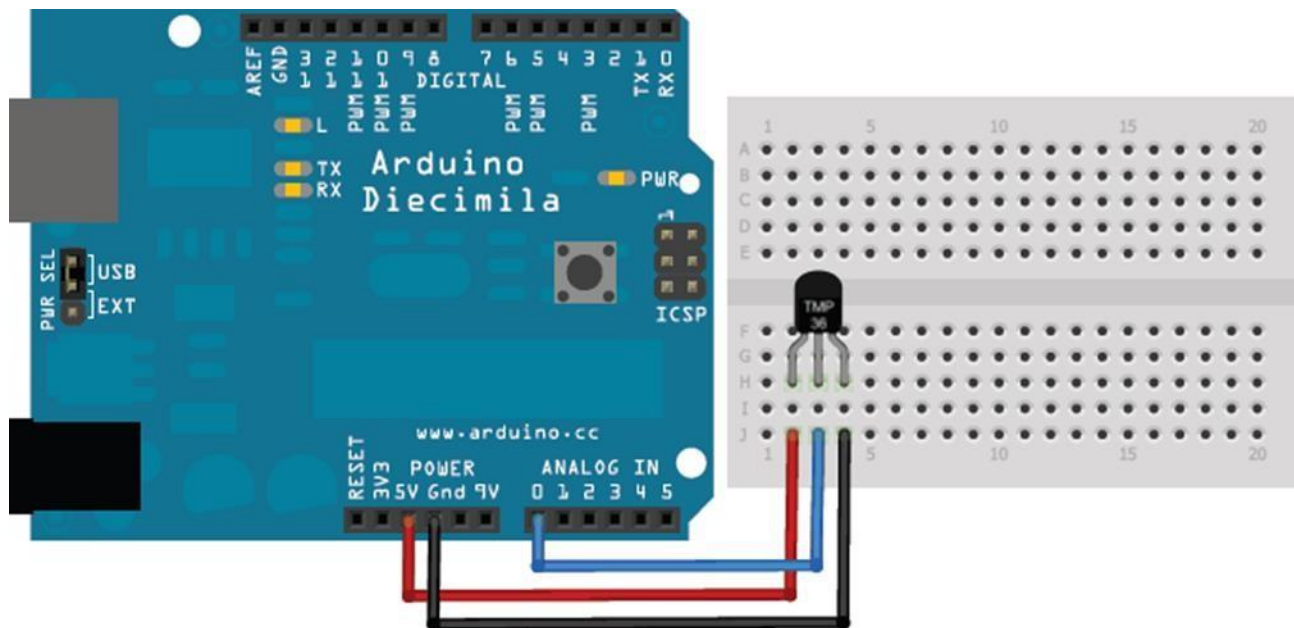 AREF GND 13 12 11 10 9 8 7 6 5 4 3 2 1 0
DIGITAL
PWM PWM PWM PWM PWM PWM TX RX
L
TX
RX
Arduino
Diecimila
PWR
1
ICSP
PWR SEL
USB
EXT
www.arduino.cc
RESET 3V3 5V Gnd 9V
POWER
ANALOG IN
0 1 2 3 4 5
1 5 10 15 20
A
B
C
D
E
TMP
36
F
G
H
I
J
1 5 10 15 20